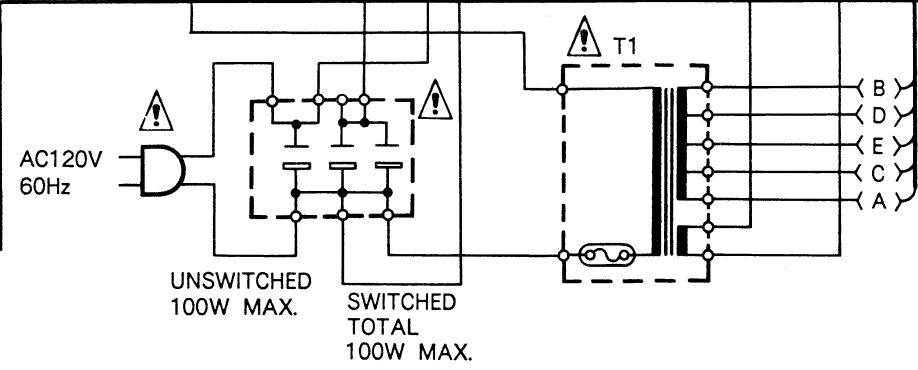 T1
B
D
E
C
A
AC120V
60Hz
UNSWITCHED
100W MAX.
SWITCHED
TOTAL
100W MAX.